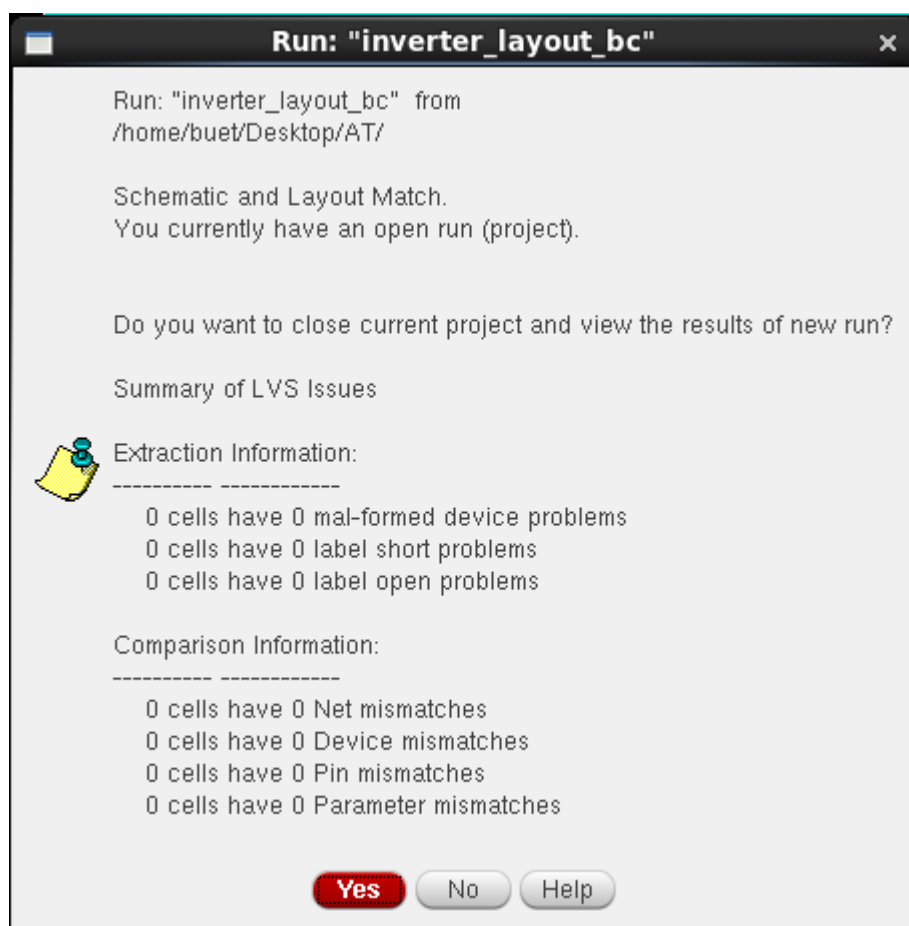 Run: "inverter_layout_bc"
Run: "inverter_layout_bc" from
/home/buet/Desktop/AT/
Schematic and Layout Match.
You currently have an open run (project).
Do you want to close current project and view the results of new run?
Summary of LVS Issues
Extraction Information:
---------- ------------
0 cells have 0 mal-formed device problems
0 cells have 0 label short problems
0 cells have 0 label open problems
Comparison Information:
---------- ------------
0 cells have 0 Net mismatches
0 cells have 0 Device mismatches
0 cells have 0 Pin mismatches
0 cells have 0 Parameter mismatches
Yes No Help